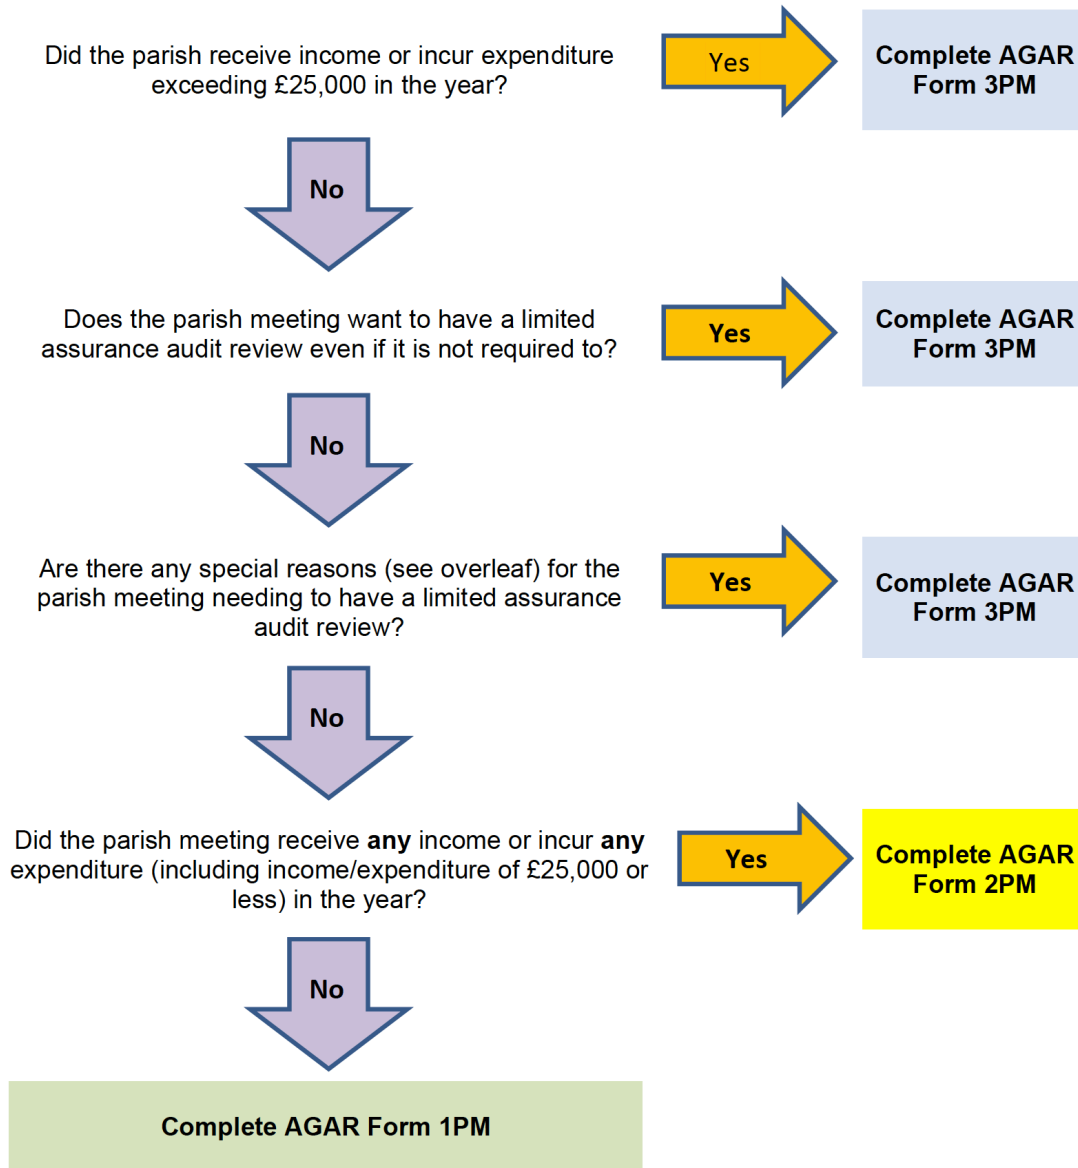 Did the parish receive income or incur expenditure
exceeding £25,000 in the year?
Yes
Complete AGAR
Form 3PM
No
Does the parish meeting want to have a limited
assurance audit review even if it is not required to?
Yes
Complete AGAR
Form 3PM
No
Are there any special reasons (see overleaf) for the
parish meeting needing to have a limited assurance
audit review?
Yes
Complete AGAR
Form 3PM
No
Did the parish meeting receive any income or incur any
expenditure (including income/expenditure of £25,000 or
less) in the year?
Yes
Complete AGAR
Form 2PM
No
Complete AGAR Form 1PM